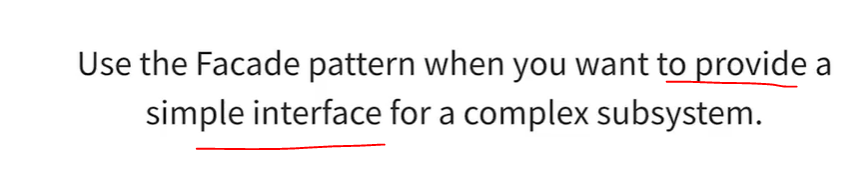 Use the Facade pattern when you want to provide a
simple interface for a complex subsystem.